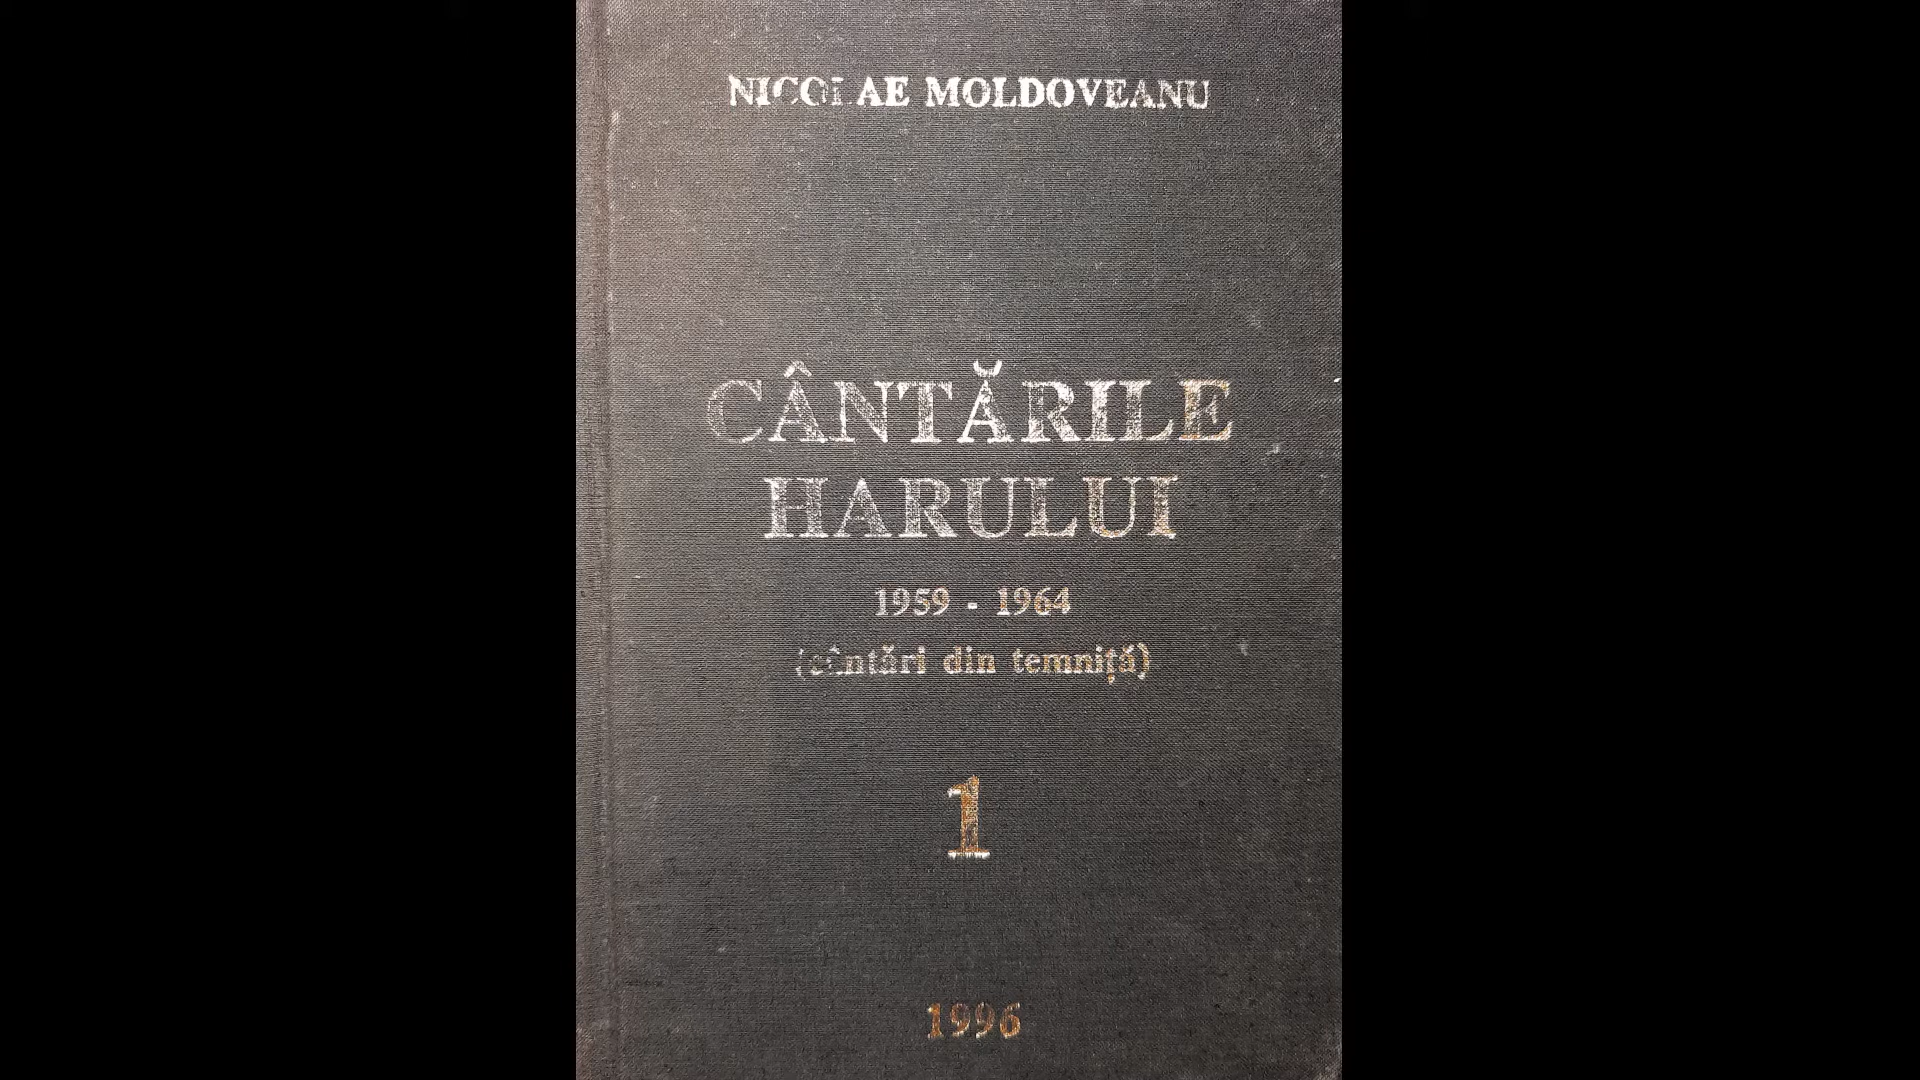 NICOLAE MOLDOVEANU
CÂNTĂRILE
HARULUI
1959 - 1964
(cântări din temniță)
1
1996